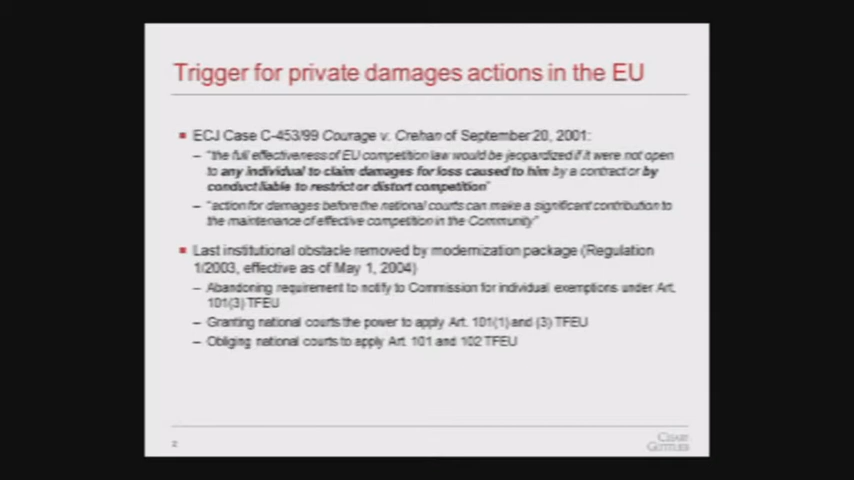 Trigger for private damages actions in the EU
ECJ Case C-453/99 Courage v. Crehan of September 20, 2001:
– "the full effectiveness of EU competition law would be jeopardized if it were not open
to any individual to claim damages for loss caused to him by a contract or by
conduct liable to restrict or distort competition"
– "action for damages before the national courts can make a significant contribution to
the maintenance of effective competition in the Community"
Last institutional obstacle removed by modernization package (Regulation
1/2003, effective as of May 1, 2004)
– Abandoning requirement to notify to Commission for individual exemptions under Art.
101(3) TFEU
– Granting national courts the power to apply Art. 101(1) and (3) TFEU
– Obliging national courts to apply Art. 101 and 102 TFEU
2
CLEARY
GOTTLIEB